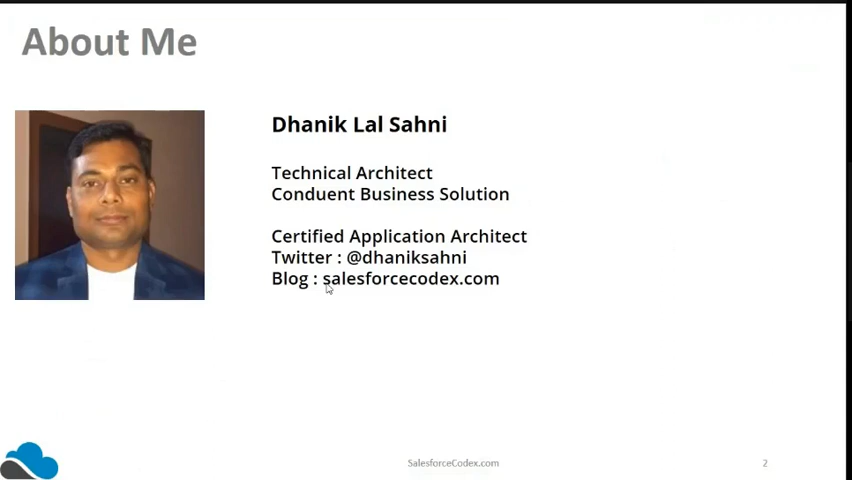 About Me
Dhanik Lal Sahni
Technical Architect
Conduent Business Solution
Certified Application Architect
Twitter : @dhaniksahni
Blog : salesforcecodex.com
SalesforceCodex.com
2